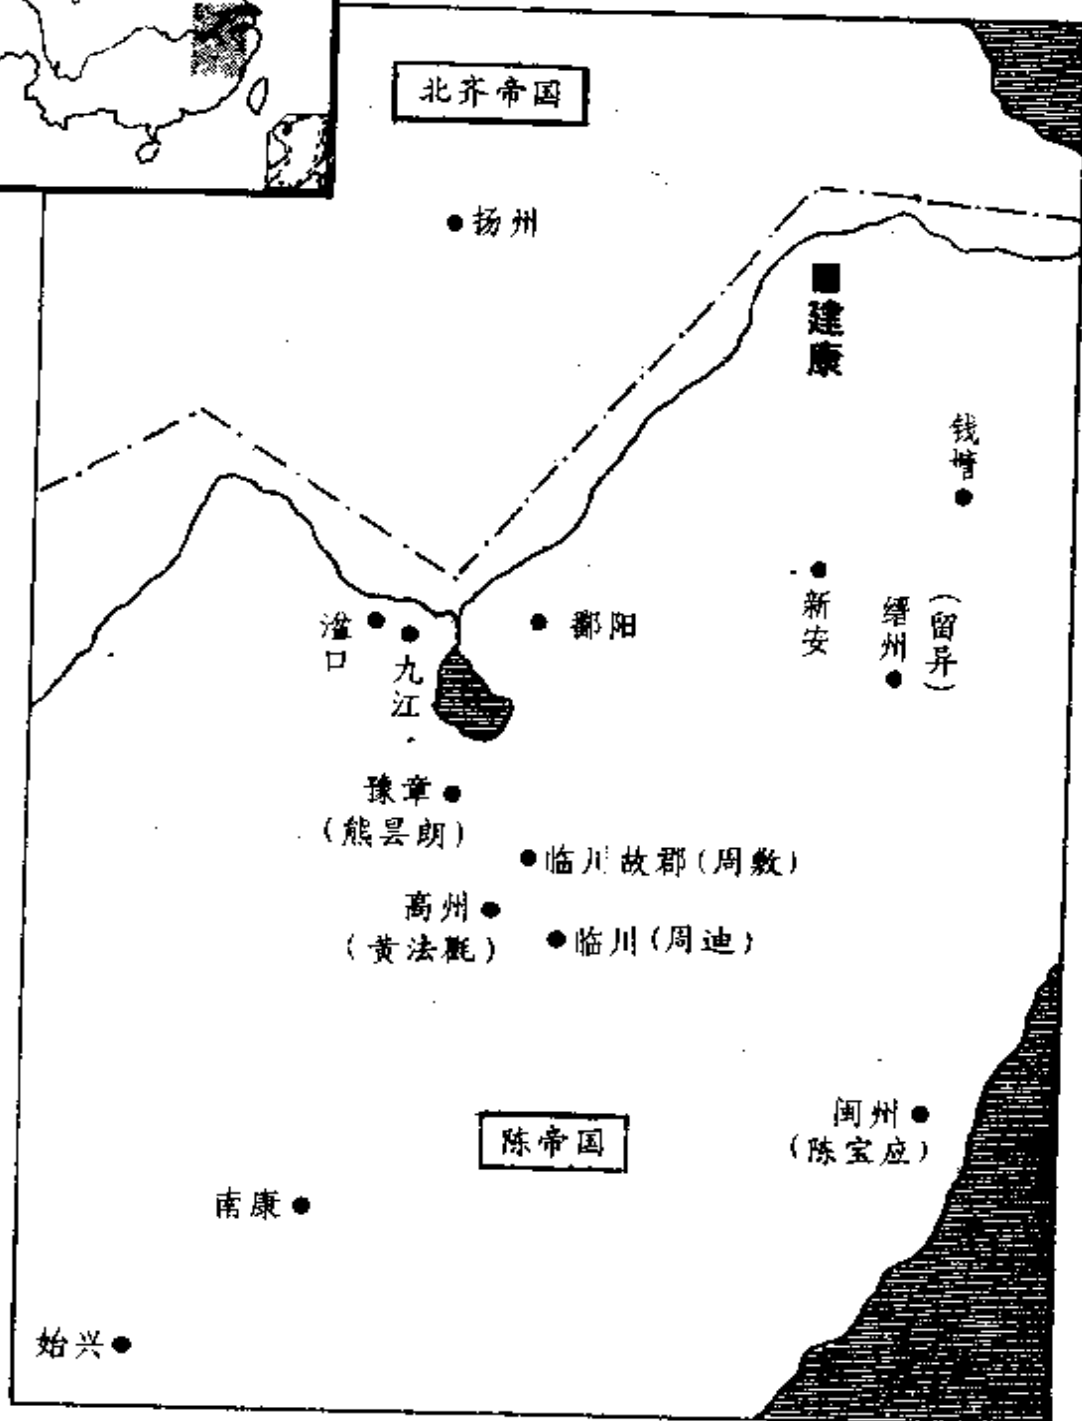 北齐帝国
扬州
建康
钱塘
新安
缙州
(留异)
湓口
九江
鄱阳
豫章
(熊昙朗)
临川故郡(周敷)
高州
(黄法𣰰)
临川(周迪)
陈帝国
闽州
(陈宝应)
南康
始兴